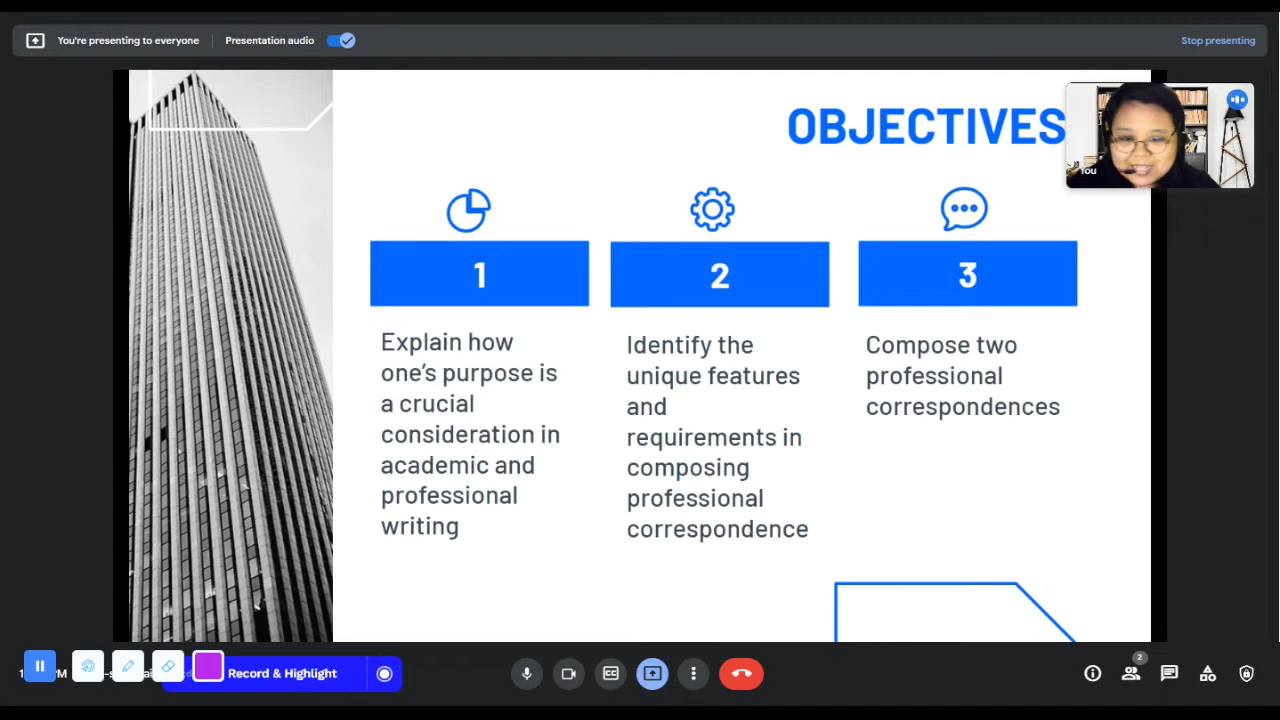 You're presenting to everyone
Presentation audio
Stop presenting
OBJECTIVES
You
1
2
3
Explain how
one's purpose is
a crucial
consideration in
academic and
professional
writing
Identify the
unique features
and
requirements in
composing
professional
correspondence
Compose two
professional
correspondences
Record & Highlight
CC
2